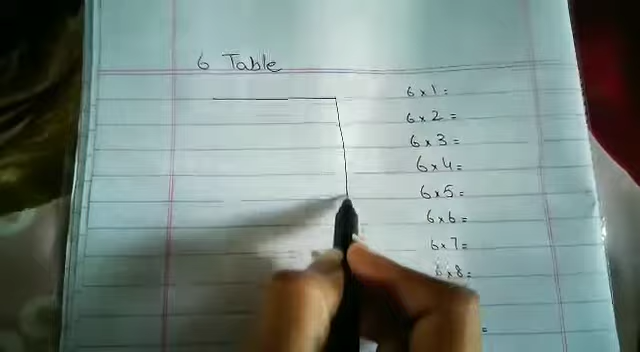 6 Table
6 x 1 =
6 x 2 =
6 x 3 =
6 x 4 =
6 x 5 =
6 x 6 =
6 x 7 =
6 x 8 =
=